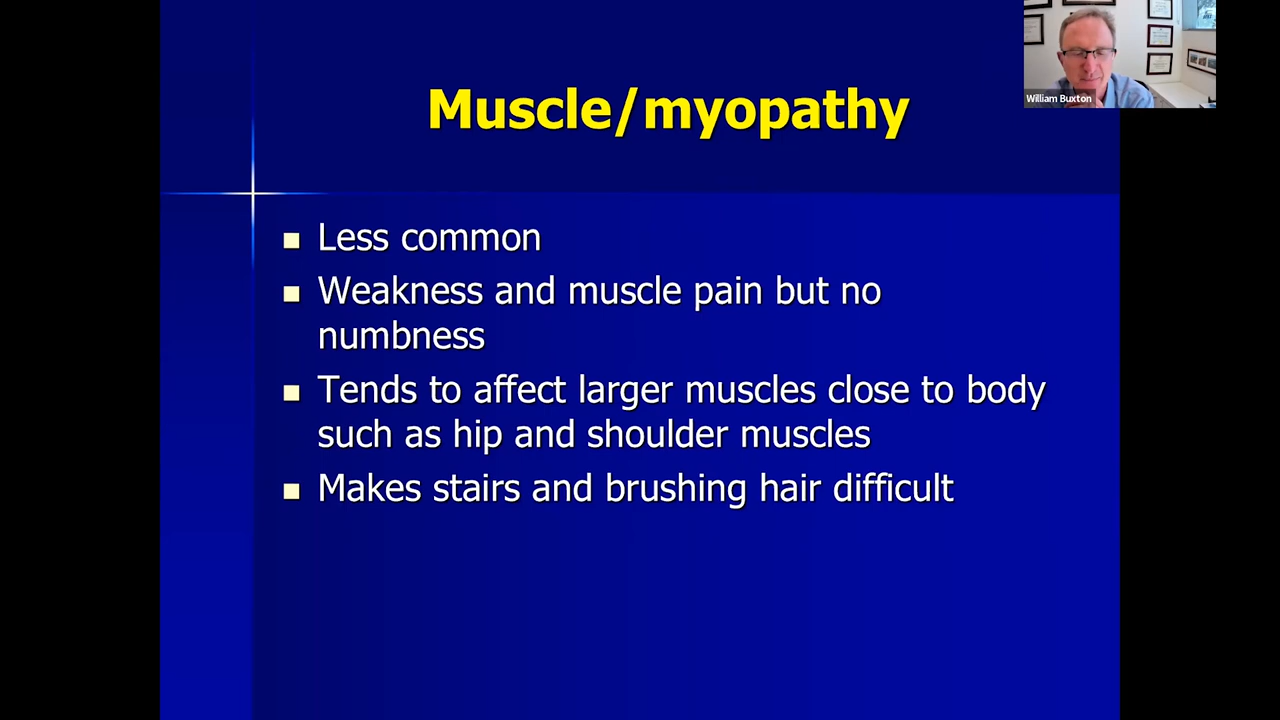 William Buxton
Muscle/myopathy
Less common
Weakness and muscle pain but no
numbness
Tends to affect larger muscles close to body
such as hip and shoulder muscles
Makes stairs and brushing hair difficult